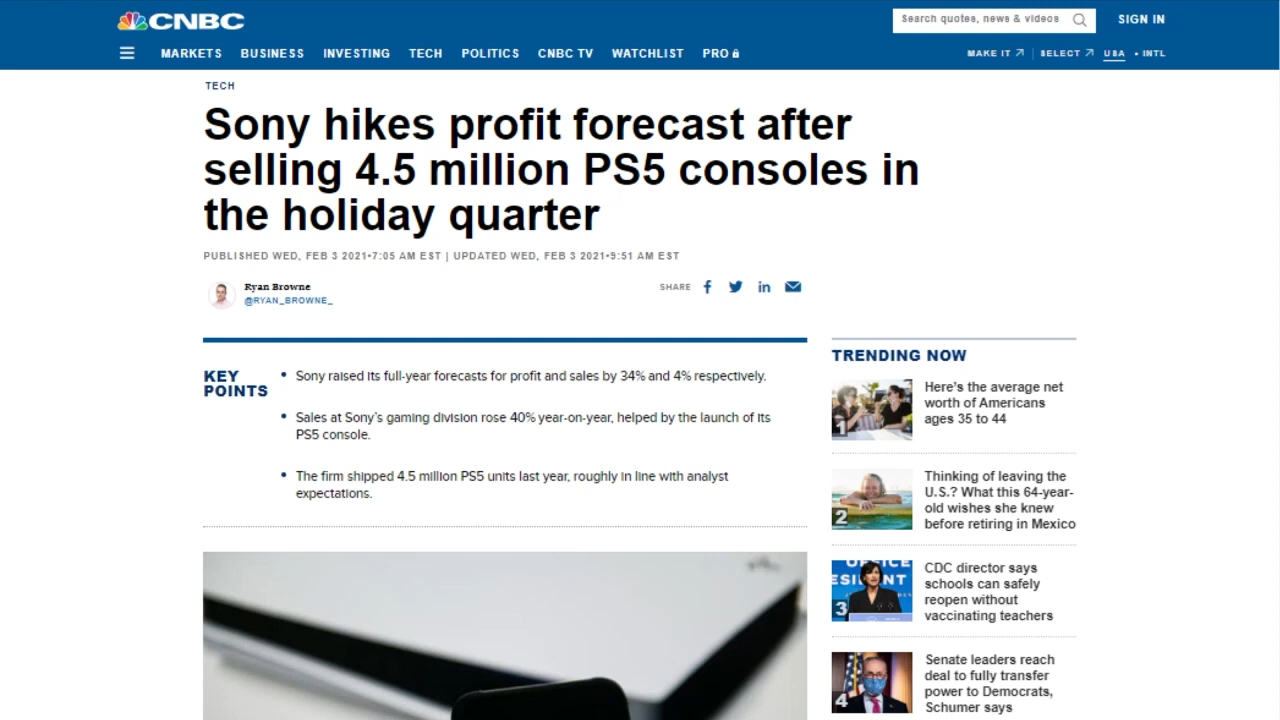 CNBC
Search quotes, news & videos
SIGN IN
MARKETS BUSINESS INVESTING TECH POLITICS CNBC TV WATCHLIST PRO
MAKE IT SELECT USA • INTL
TECH
Sony hikes profit forecast after
selling 4.5 million PS5 consoles in
the holiday quarter
PUBLISHED WED, FEB 3 2021•7:05 AM EST | UPDATED WED, FEB 3 2021•9:51 AM EST
Ryan Browne
@RYAN_BROWNE_
SHARE
KEY
POINTS
• Sony raised its full-year forecasts for profit and sales by 34% and 4% respectively.
• Sales at Sony's gaming division rose 40% year-on-year, helped by the launch of its
PS5 console.
• The firm shipped 4.5 million PS5 units last year, roughly in line with analyst
expectations.
TRENDING NOW
1
Here's the average net
worth of Americans
ages 35 to 44
2
Thinking of leaving the
U.S.? What this 64-year-
old wishes she knew
before retiring in Mexico
3
CDC director says
schools can safely
reopen without
vaccinating teachers
4
Senate leaders reach
deal to fully transfer
power to Democrats,
Schumer says